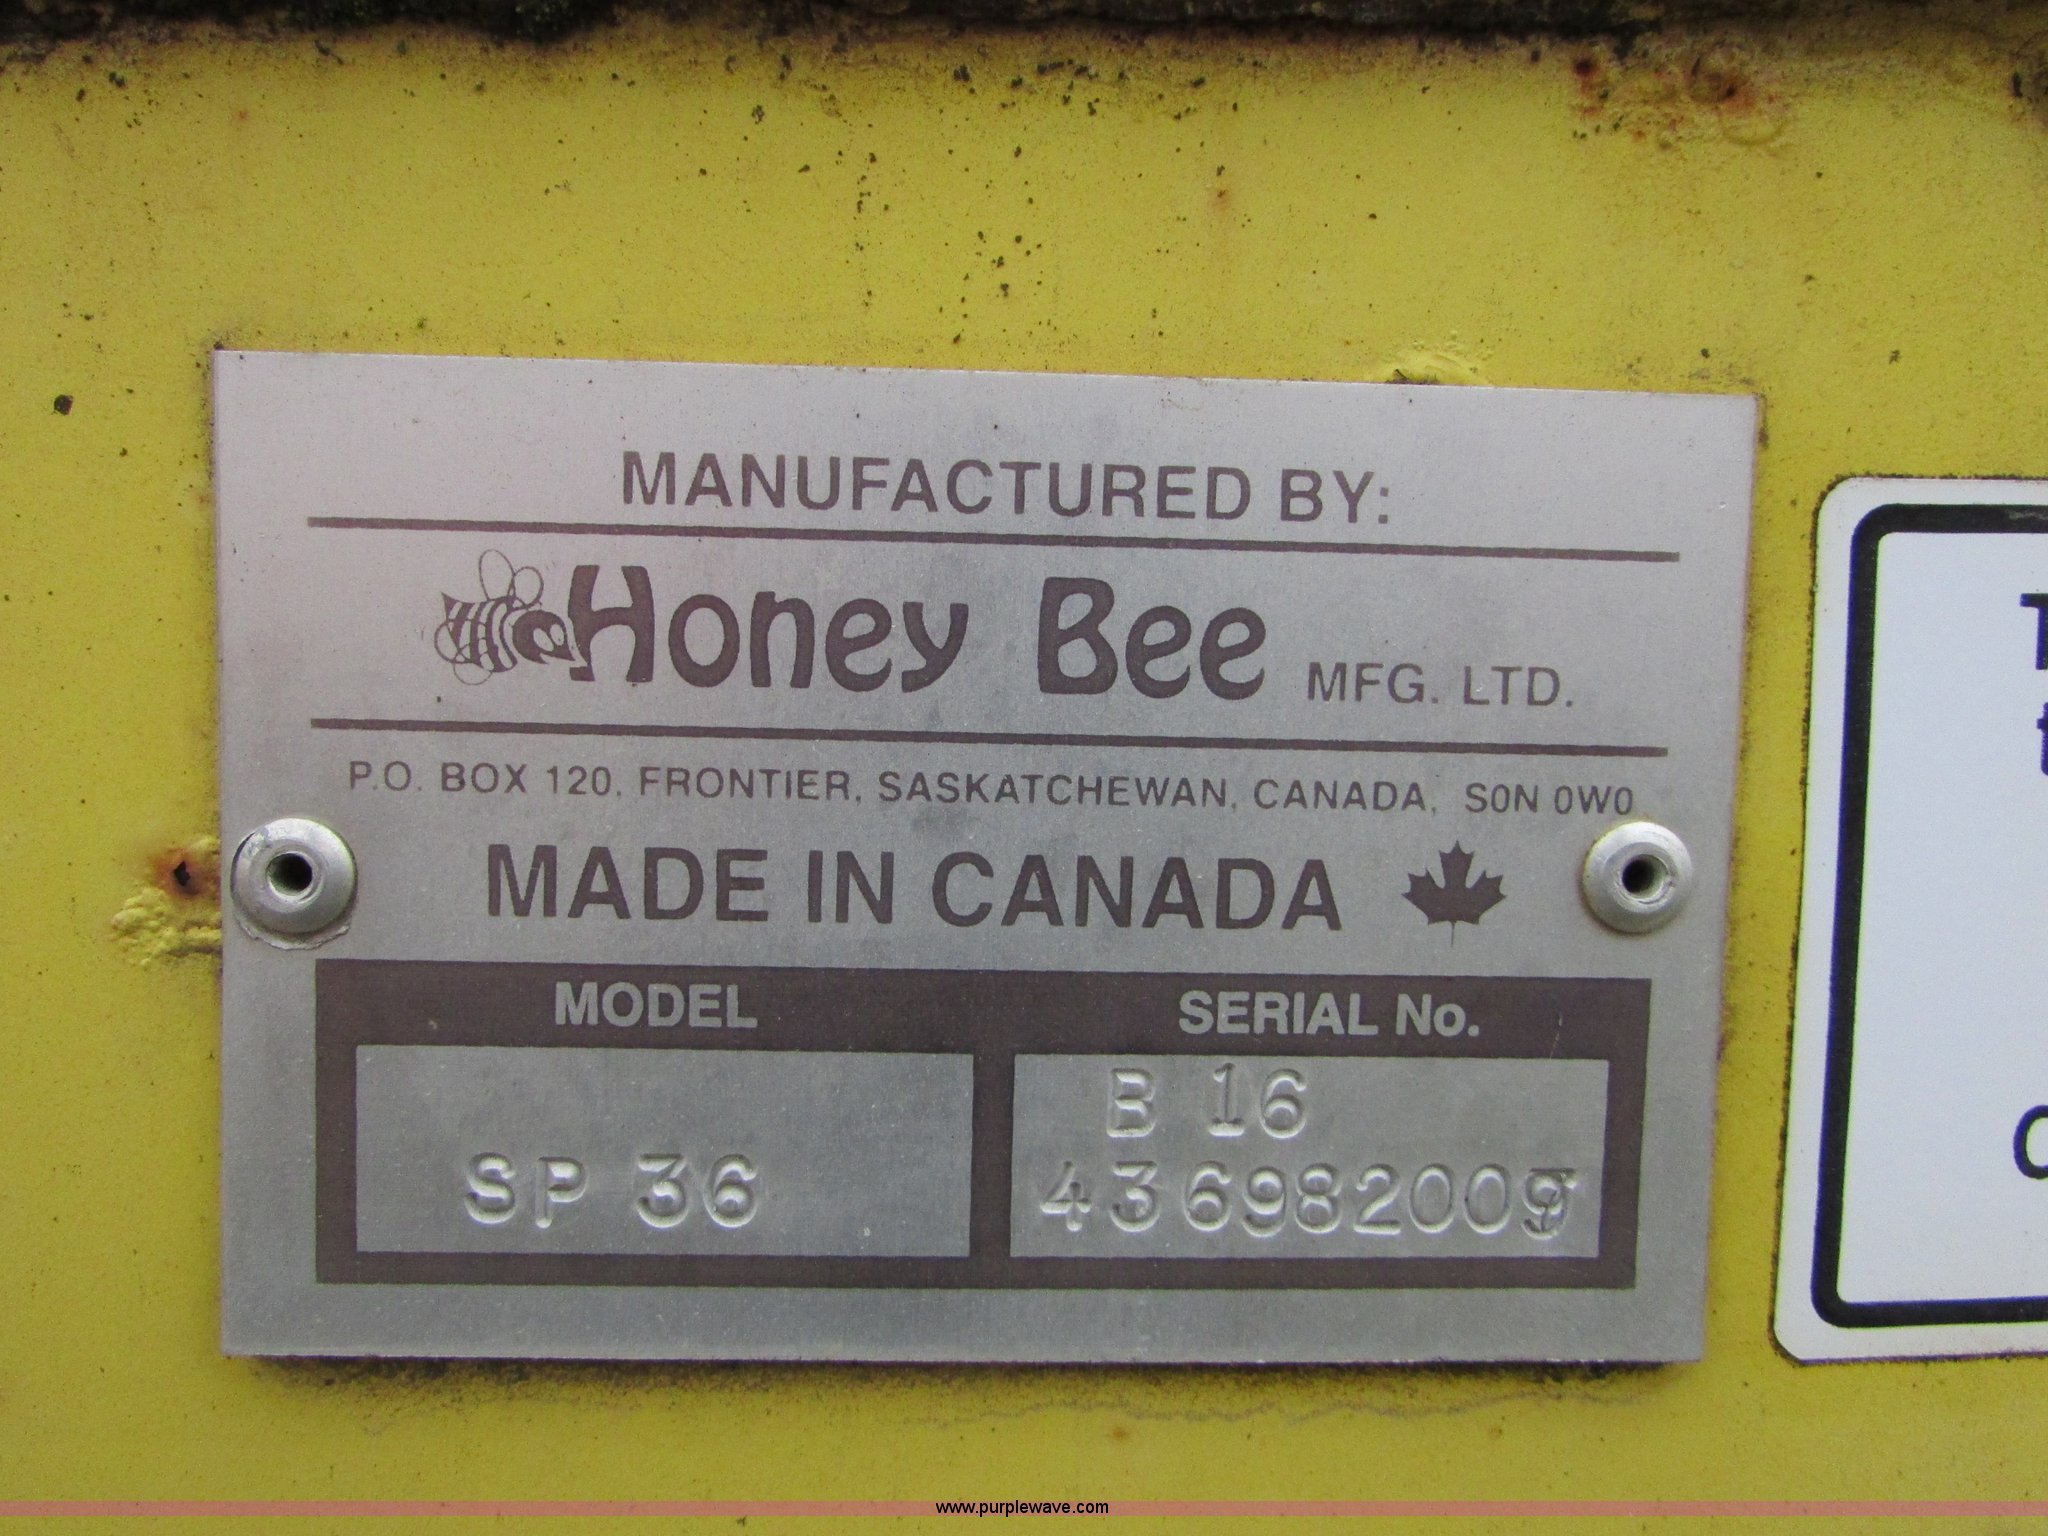 MANUFACTURED BY:
Honey Bee MFG. LTD.
P.O. BOX 120, FRONTIER, SASKATCHEWAN, CANADA, S0N 0W0
MADE IN CANADA
MODEL
SERIAL No.
SP 36
B 16
www.purplewave.com